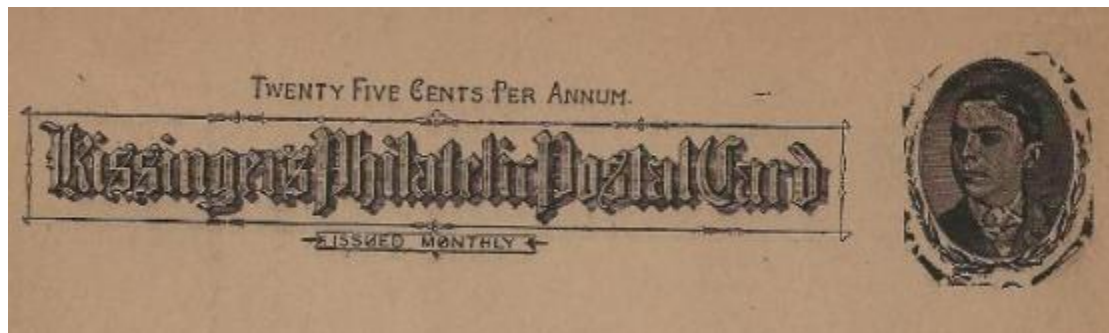 TWENTY FIVE CENTS PER ANNUM.
Kissinger's Philatelic Postal Card
ISSUED MONTHLY